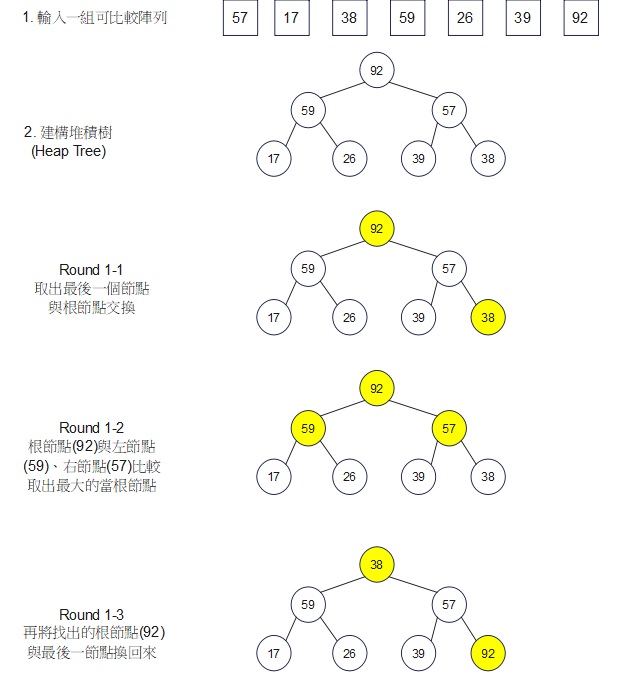 1. 輸入一組可比較陣列 57 17 38 59 26 39 92
92
59 57
2. 建構堆積樹
(Heap Tree)
17 26 39 38
92
Round 1-1
取出最後一個節點
與根節點交換
59 57
17 26 39 38
92
Round 1-2
根節點(92)與左節點
(59)、右節點(57)比較
取出最大的當根節點
59 57
17 26 39 38
38
Round 1-3
再將找出的根節點(92)
與最後一節點換回來
59 57
17 26 39 92